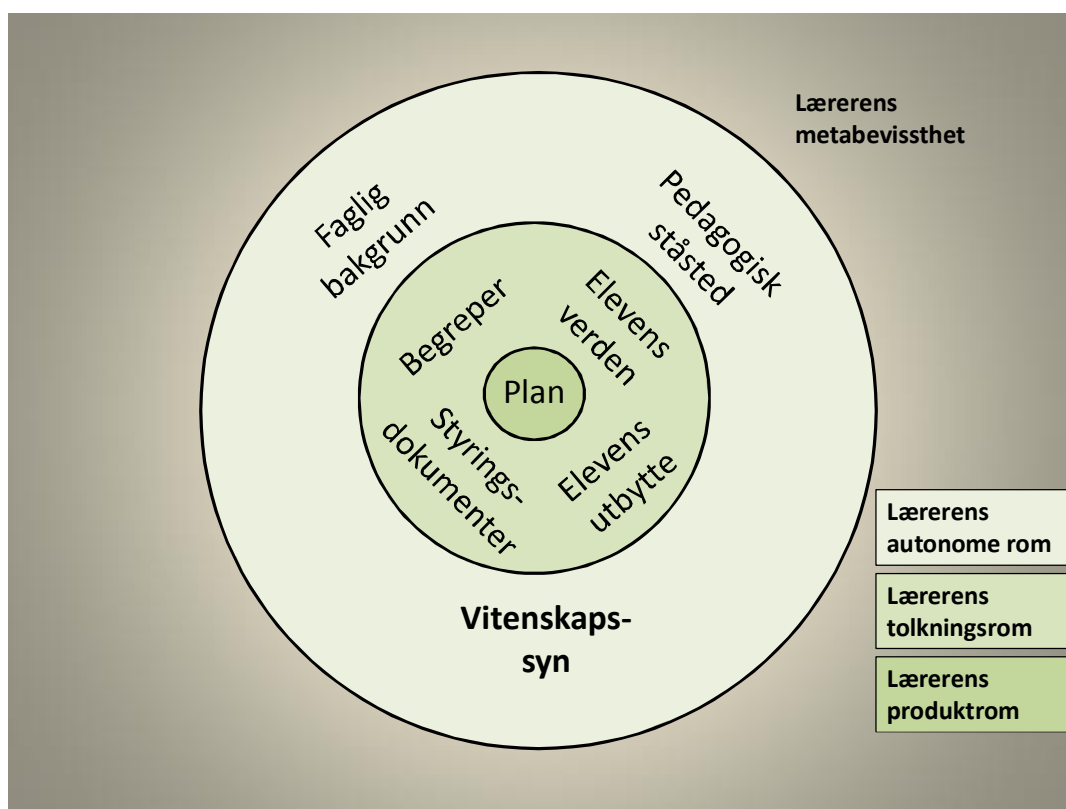 Lærerens
metabevissthet
Faglig
bakgrunn
Pedagogisk
ståsted
Begreper
Elevens
verden
Plan
Styrings-
dokumenter
Elevens
utbytte
Vitenskaps-
syn
Lærerens
autonome rom
Lærerens
tolkningsrom
Lærerens
produktrom